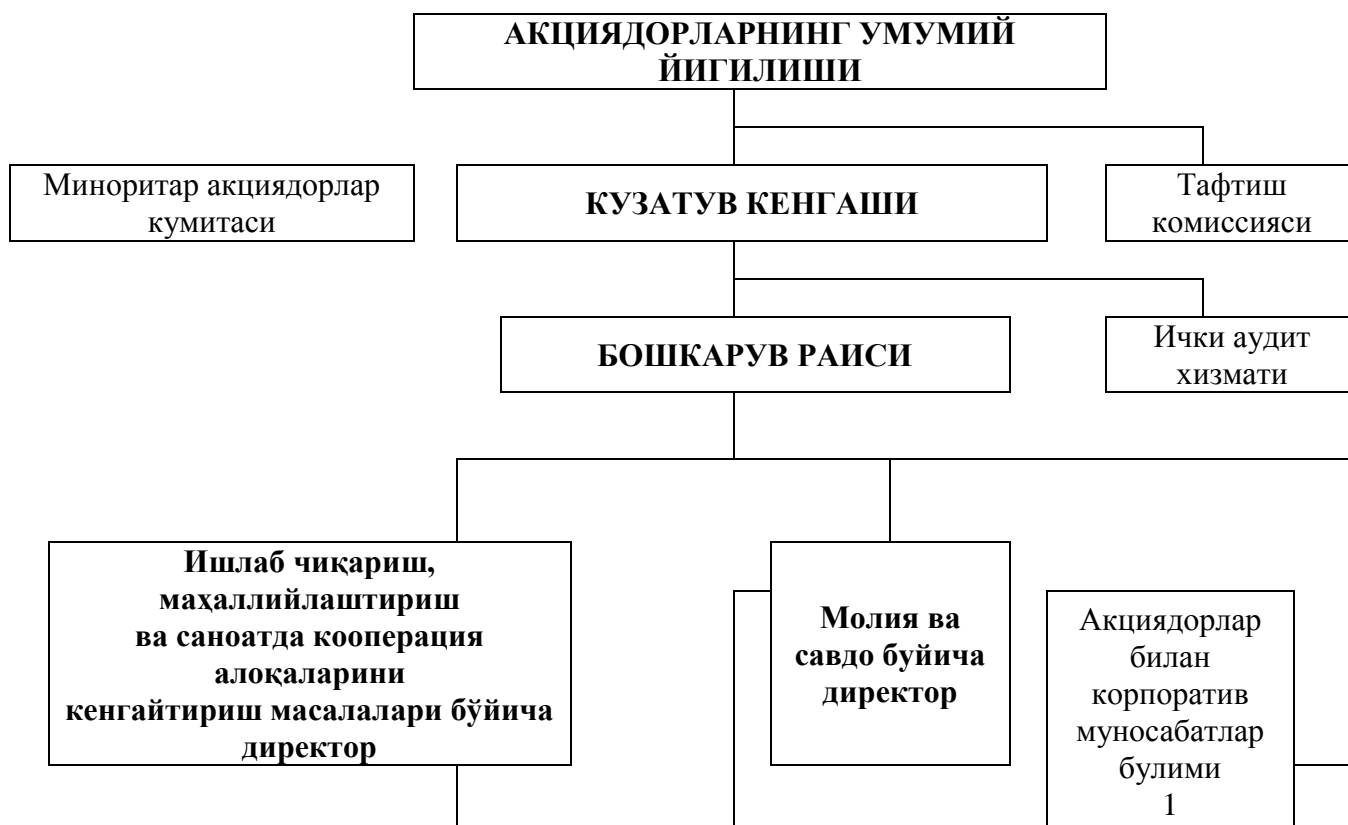 АКЦИЯДОРЛАРНИНГ УМУМИЙ
ЙИГИЛИШИ
Миноритар акциядорлар
кумитаси
КУЗАТУВ КЕНГАШИ
Тафтиш
комиссияси
БОШКАРУВ РАИСИ
Ички аудит
хизмати
Ишлаб чиқариш,
маҳаллийлаштириш
ва саноатда кооперация
алоқаларини
кенгайтириш масалалари бўйича
директор
Молия ва
савдо буйича
директор
Акциядорлар
билан
корпоратив
муносабатлар
булими
1